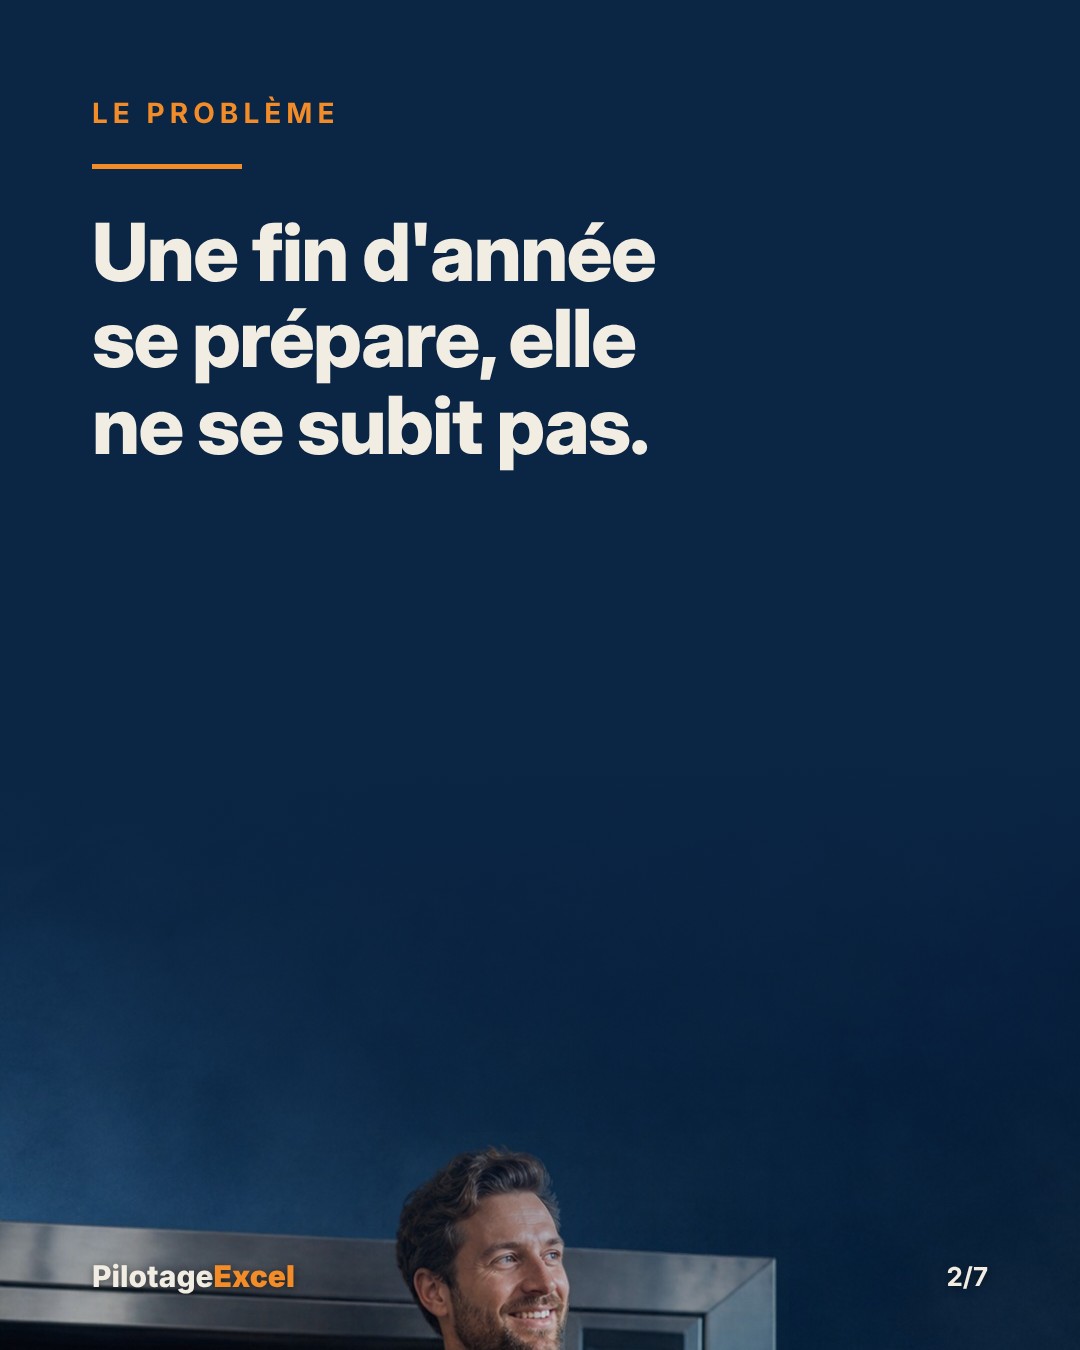 LE PROBLÈME
Une fin d'année
se prépare, elle
ne se subit pas.
PilotageExcel
2/7